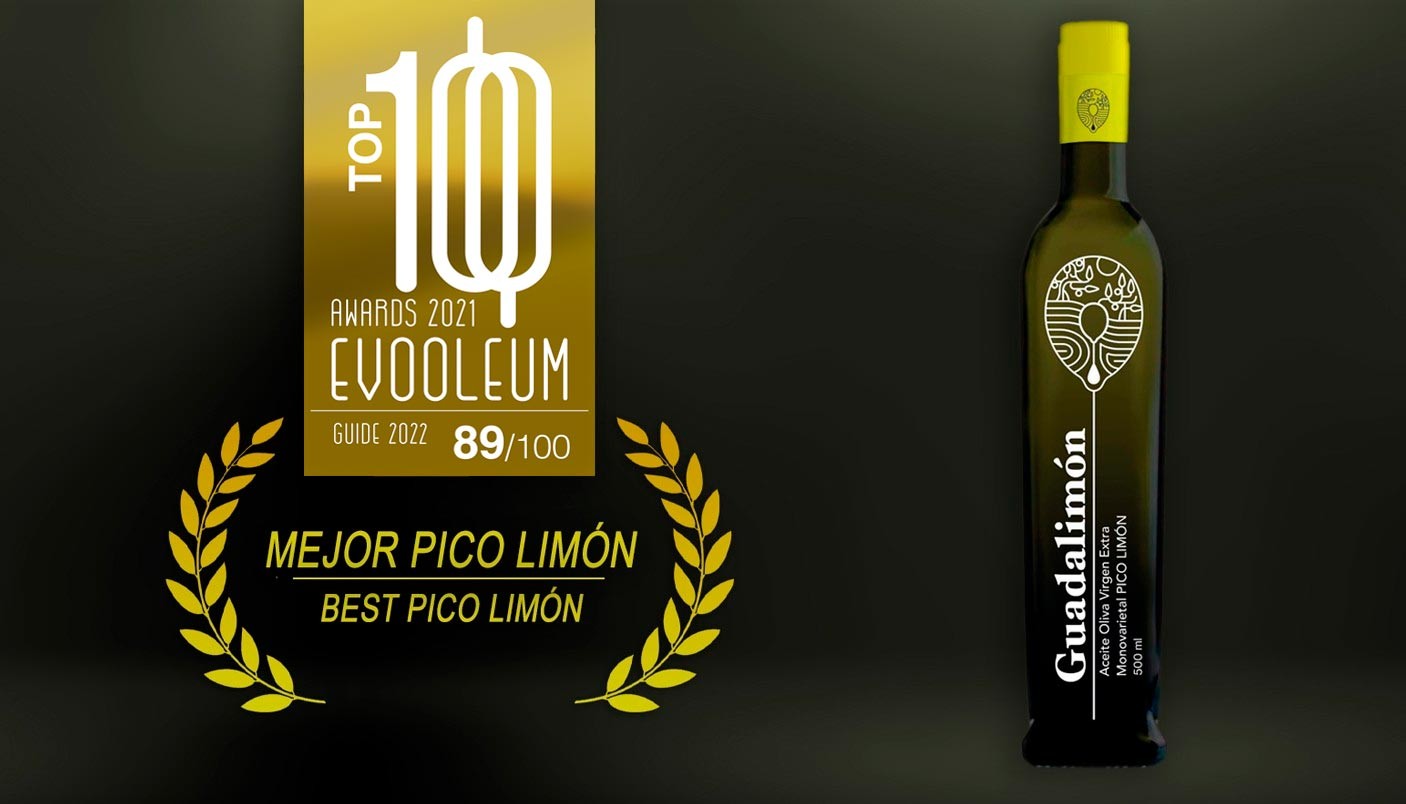 TOP 100
AWARDS 2021
EVOOLEUM
GUIDE 2022 89/100
MEJOR PICO LIMÓN
BEST PICO LIMÓN
Guadalimón
Aceite Oliva Virgen Extra
Monovarietal PICO LIMÓN
500 ml